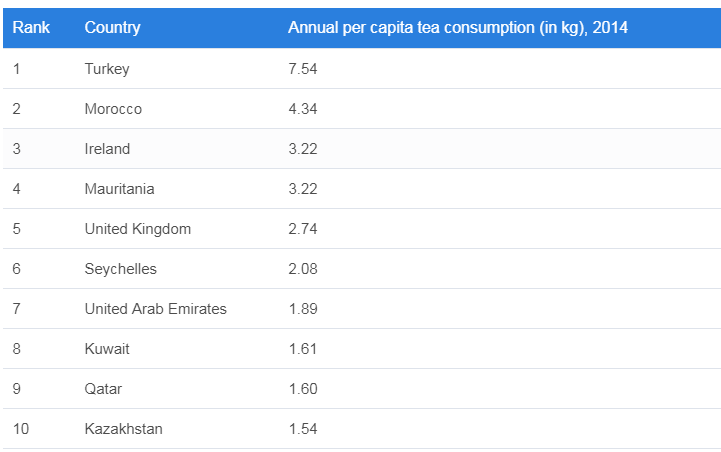 Rank Country Annual per capita tea consumption (in kg), 2014
1 Turkey 7.54
2 Morocco 4.34
3 Ireland 3.22
4 Mauritania 3.22
5 United Kingdom 2.74
6 Seychelles 2.08
7 United Arab Emirates 1.89
8 Kuwait 1.61
9 Qatar 1.60
10 Kazakhstan 1.54